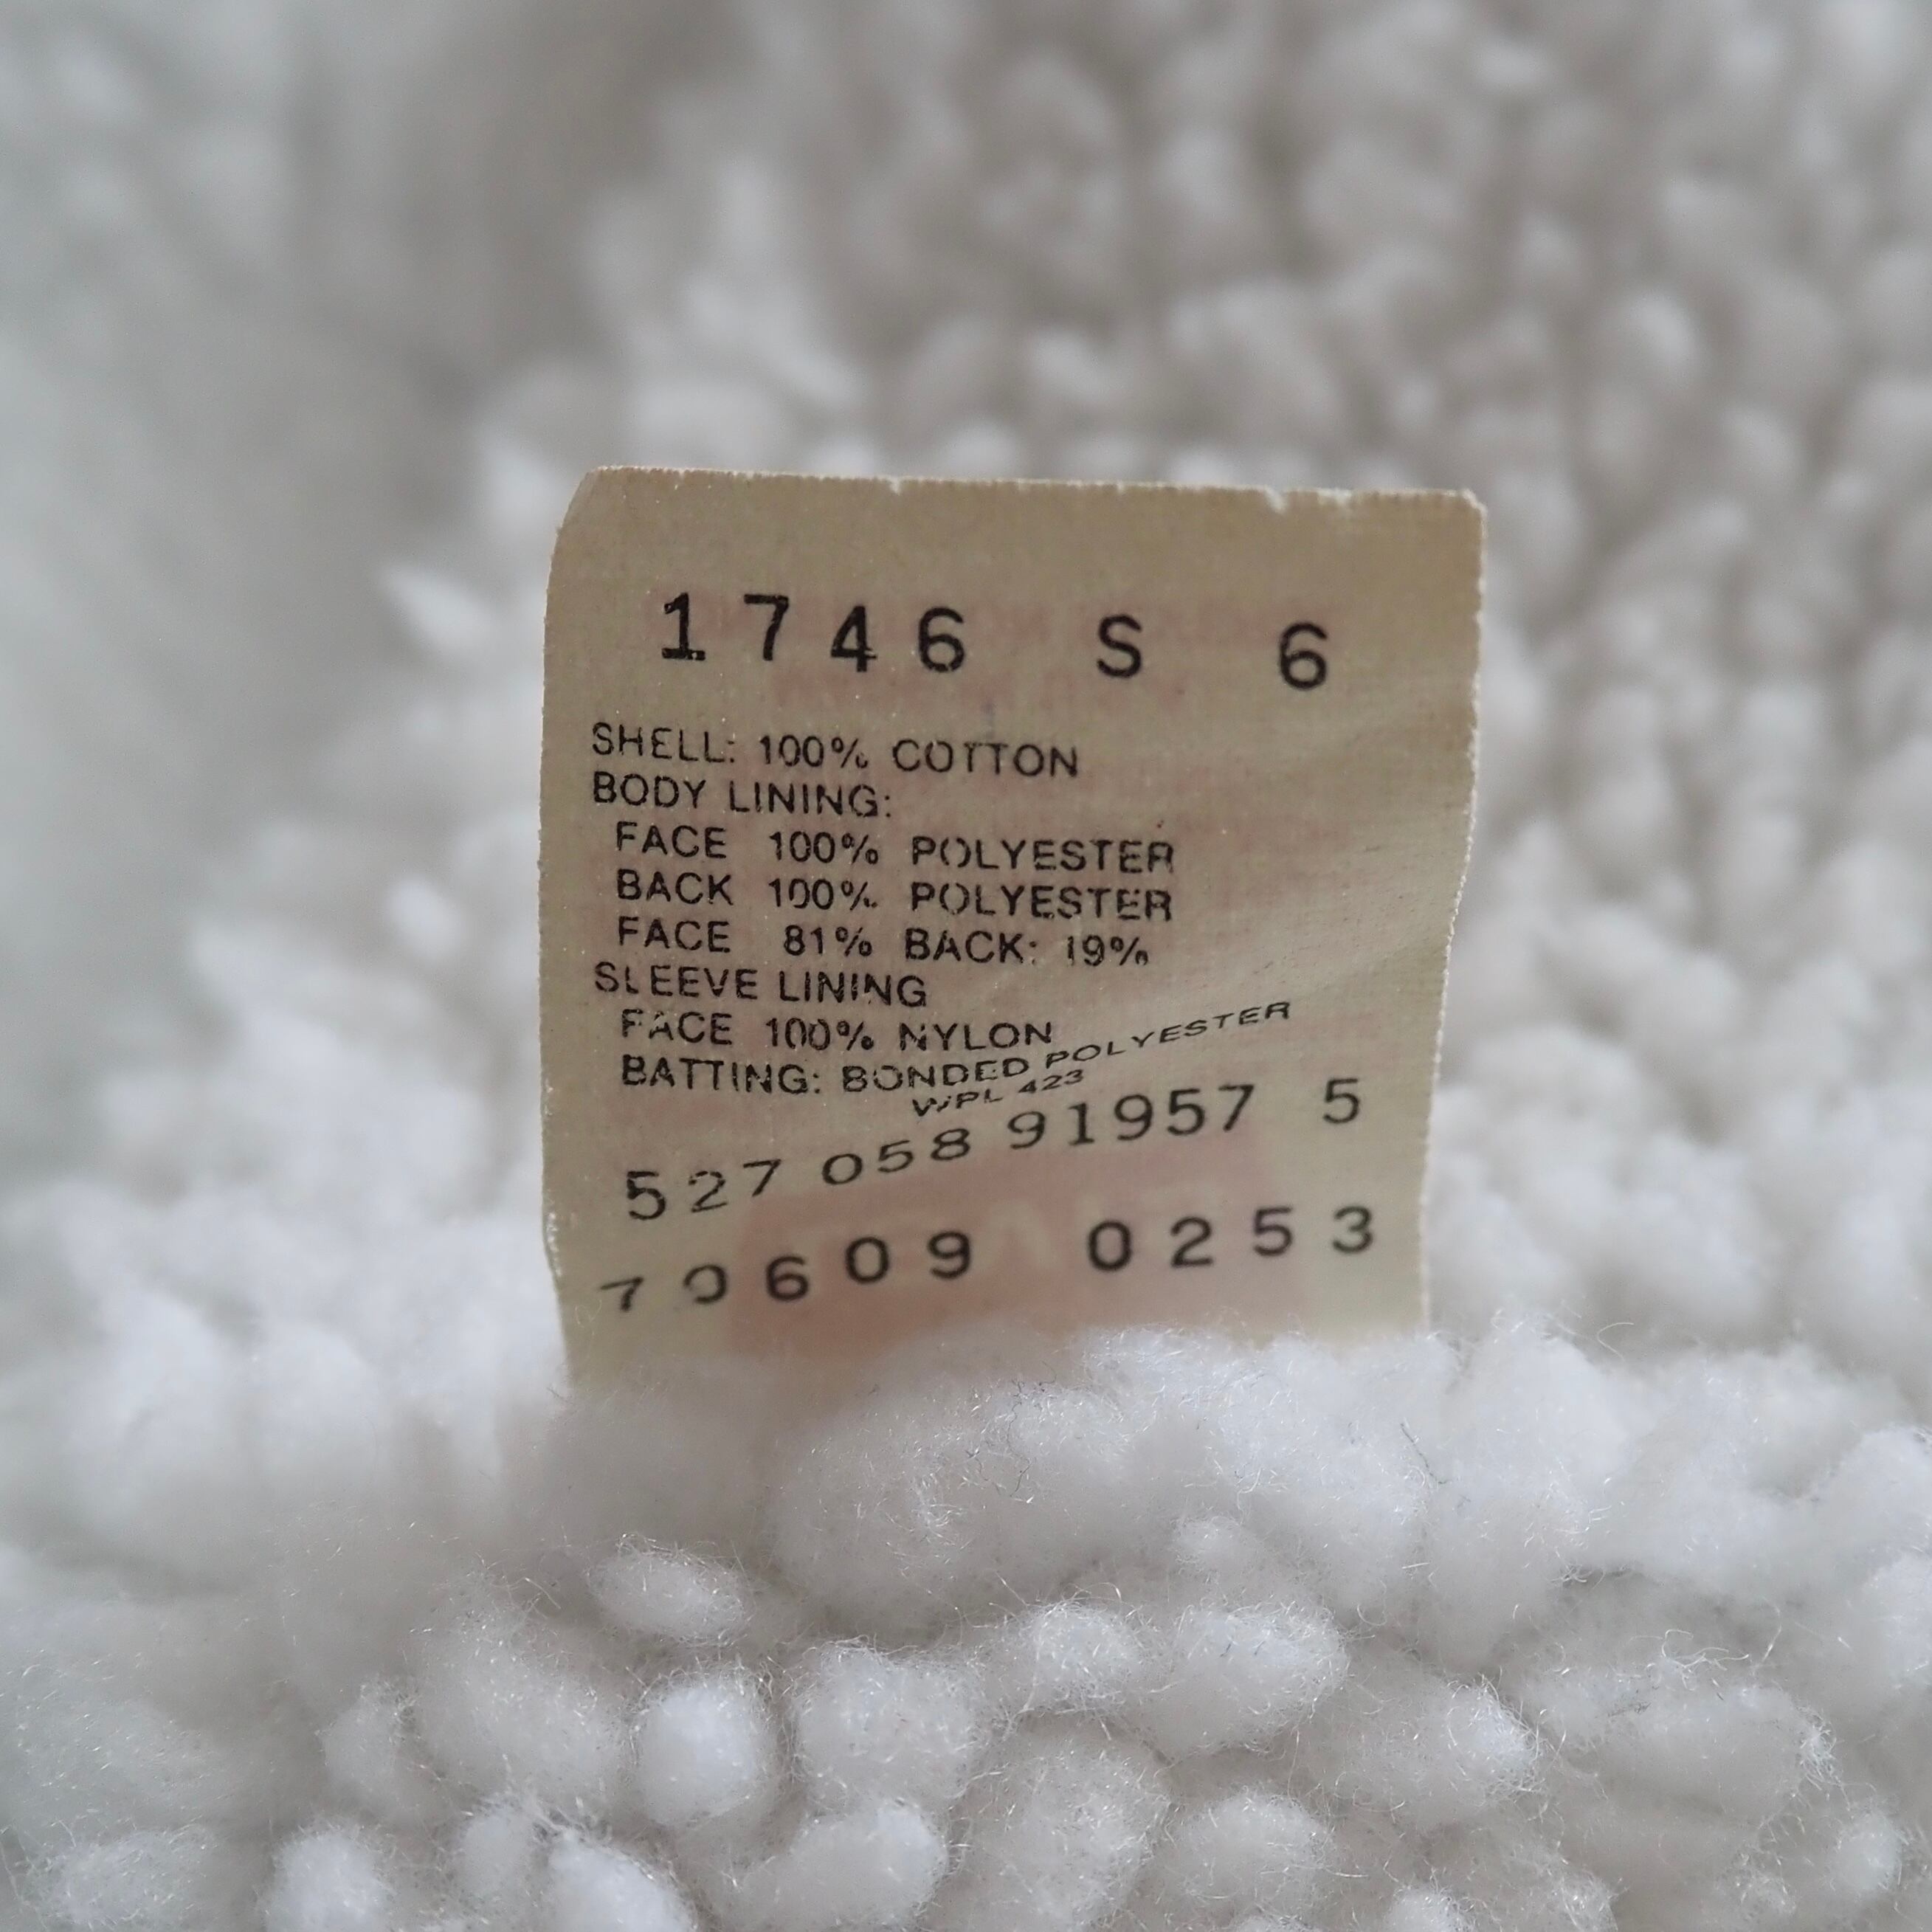 1746 S 6
SHELL: 100% COTTON
BODY LINING:
FACE 100% POLYESTER
BACK 100% POLYESTER
FACE 81% BACK: 19%
SLEEVE LINING
FACE 100% NYLON
BATTING: BONDED POLYESTER
WPL 423
527 058 91957 5
70609 0253